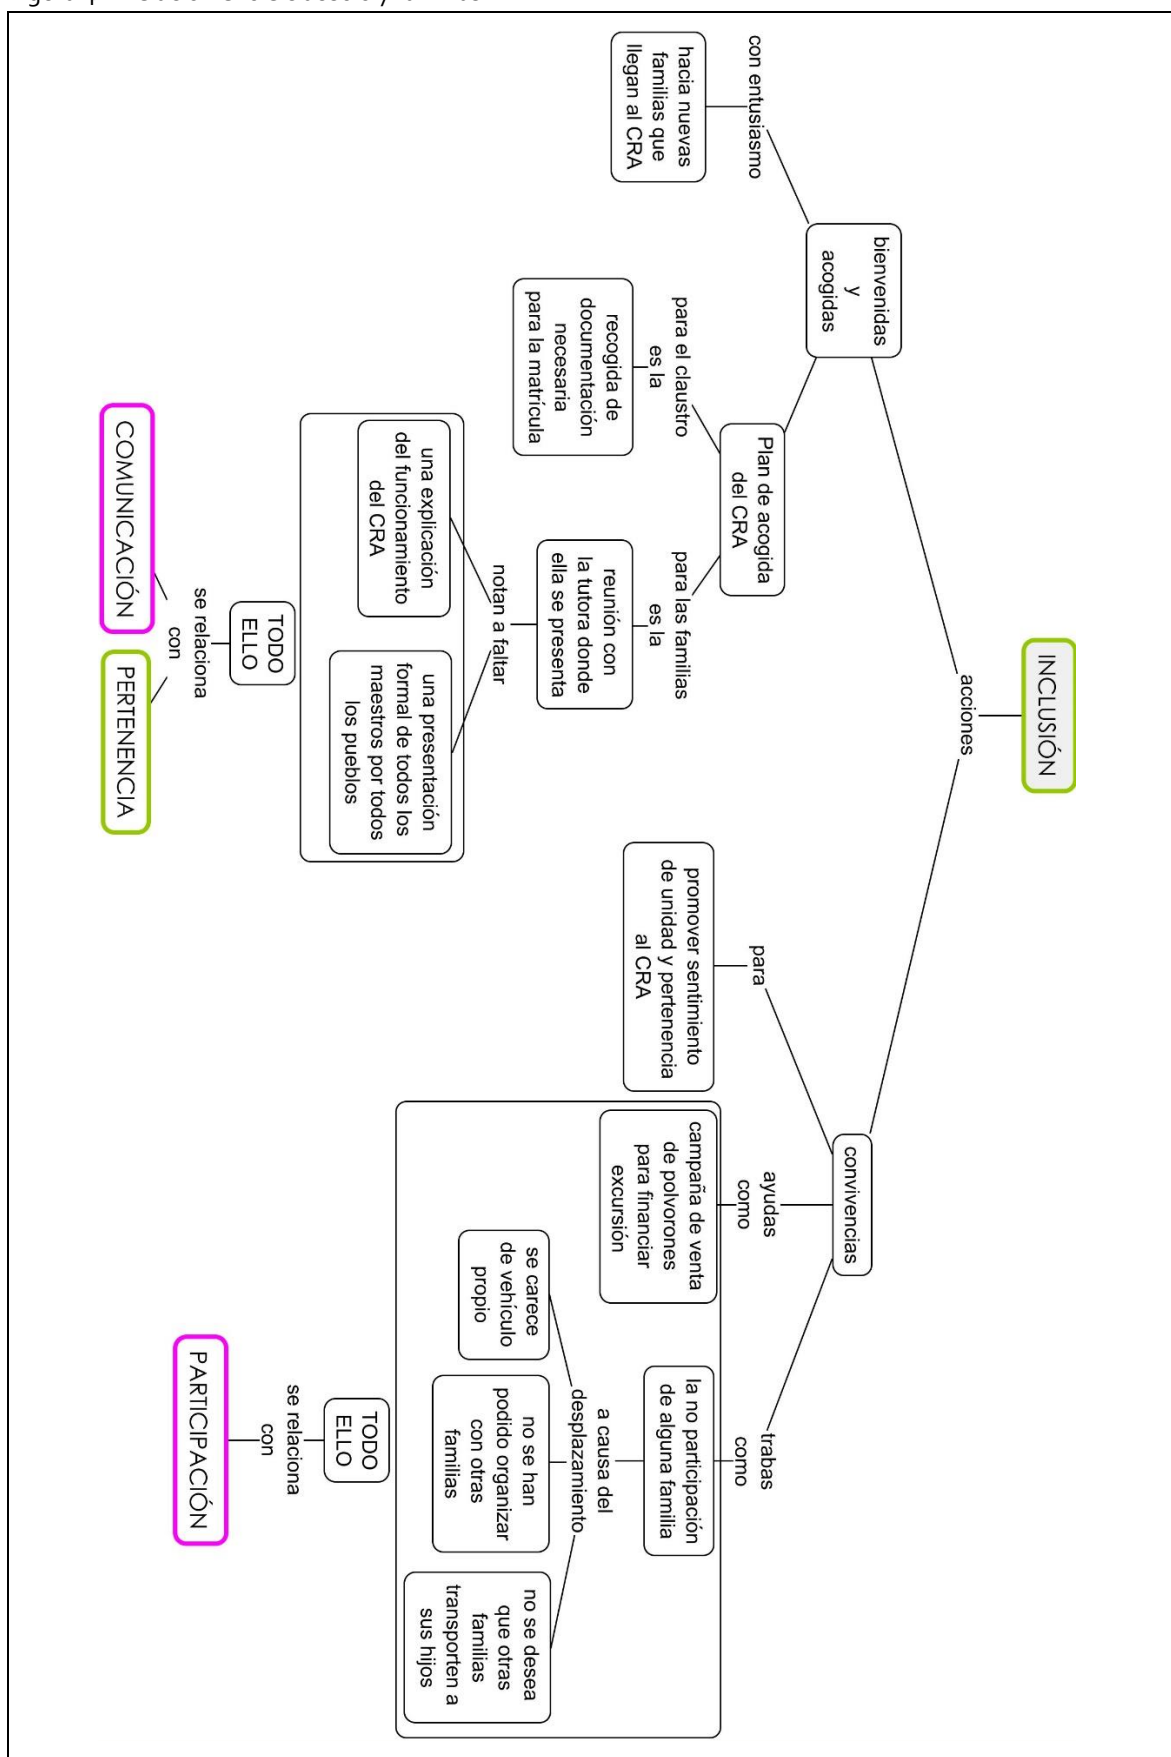 INCLUSIÓN
acciones
bienvenidas
y
acogidas
con entusiasmo
hacia nuevas
familias que
llegan al CRA
Plan de acogida
del CRA
para el claustro
es la
recogida de
documentación
necesaria
para la matrícula
para las familias
es la
reunión con
la tutora donde
ella se presenta
notan a faltar
una explicación
del funcionamiento
del CRA
una presentación
formal de todos los
maestros por todos
los pueblos
TODO
ELLO
se relaciona
con
COMUNICACIÓN
PERTENENCIA
convivencias
para
promover sentimiento
de unidad y pertenencia
al CRA
ayudas
como
campaña de venta
de polvorones
para financiar
excursión
trabas
como
la no participación
de alguna familia
a causa del
desplazamiento
se carece
de vehículo
propio
no se han
podido organizar
con otras
familias
no se desea
que otras
familias
transporten a
sus hijos
TODO
ELLO
se relaciona
con
PARTICIPACIÓN